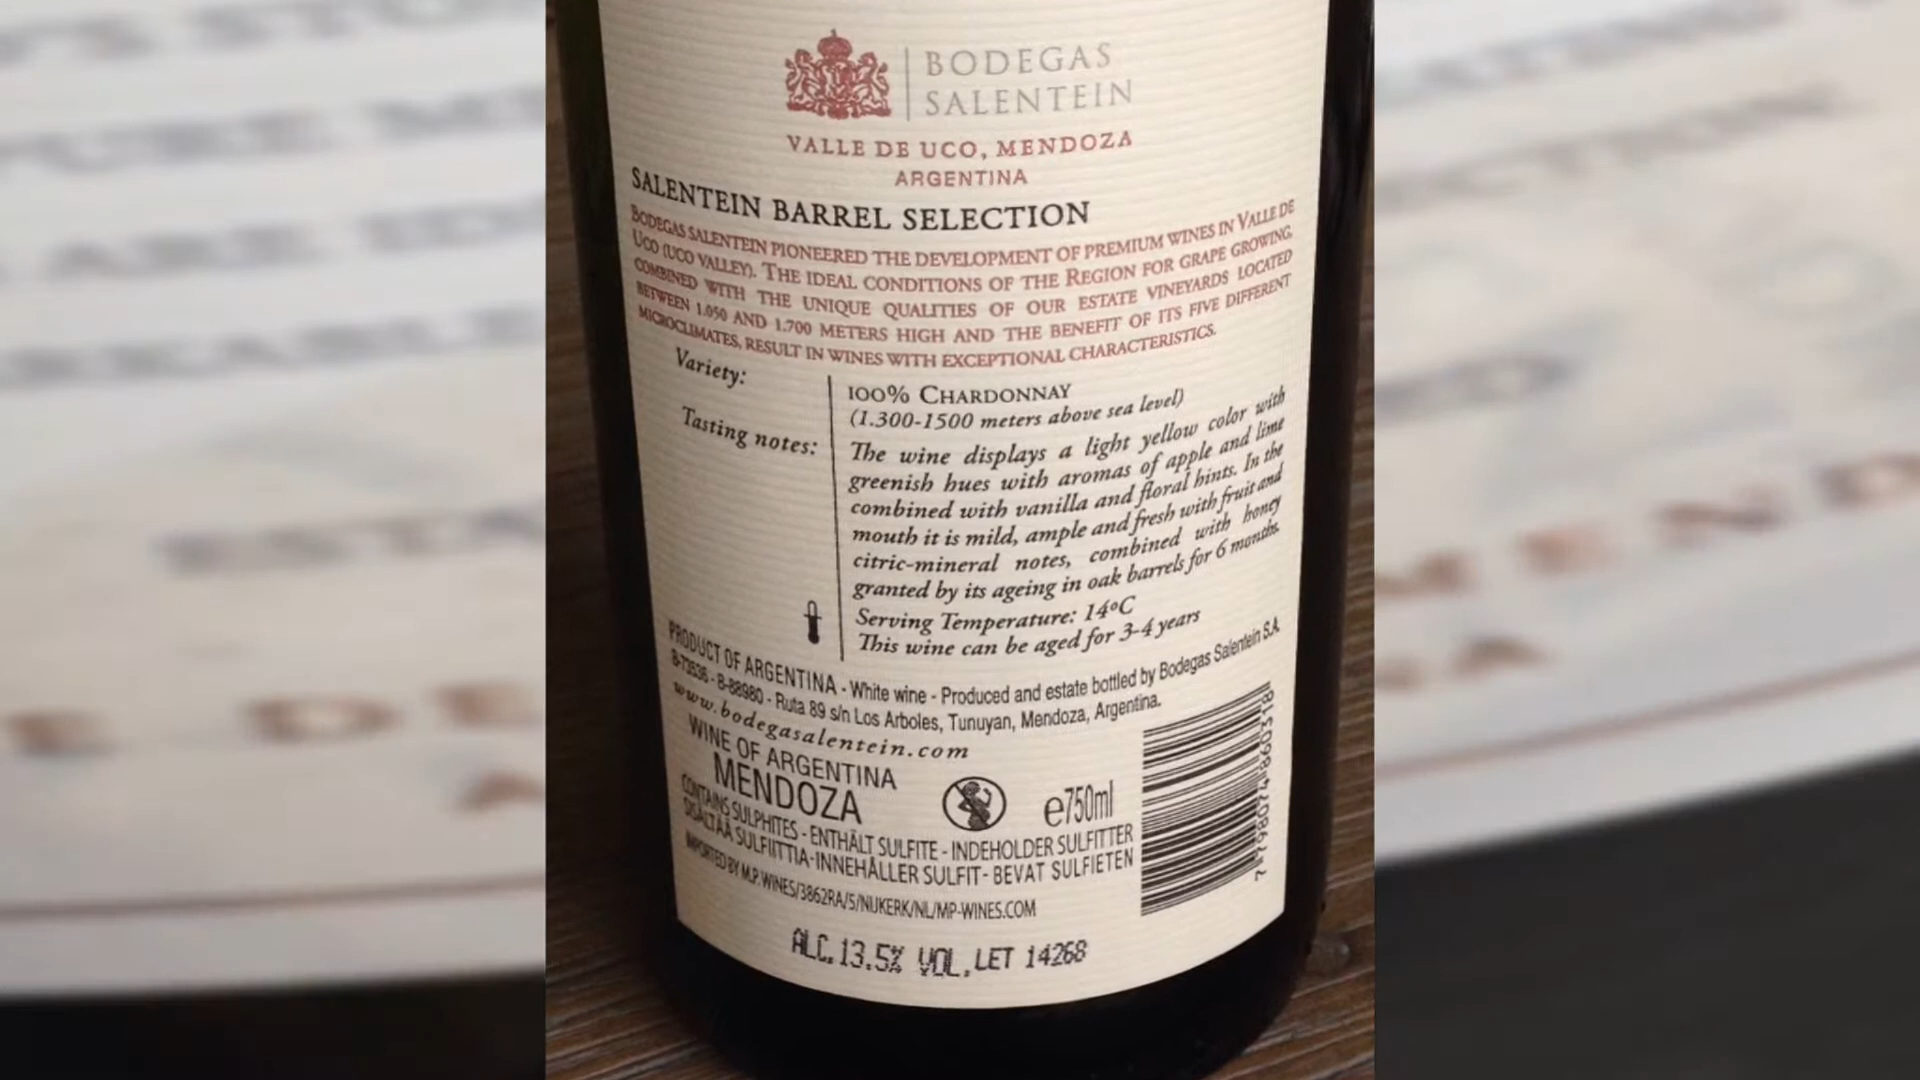 BODEGAS
SALENTEIN
VALLE DE UCO, MENDOZA
ARGENTINA
SALENTEIN BARREL SELECTION
BODEGAS SALENTEIN PIONEERED THE DEVELOPMENT OF PREMIUM WINES IN VALLE DE
UCO (UCO VALLEY). THE IDEAL CONDITIONS OF THE REGION FOR GRAPE GROWING,
COMBINED WITH THE UNIQUE QUALITIES OF OUR ESTATE VINEYARDS LOCATED
BETWEEN 1.050 AND 1.700 METERS HIGH AND THE BENEFIT OF ITS FIVE DIFFERENT
MICROCLIMATES, RESULT IN WINES WITH EXCEPTIONAL CHARACTERISTICS.
Variety:
100% CHARDONNAY
(1.300-1500 meters above sea level)
Tasting notes:
The wine displays a light yellow color with
greenish hues with aromas of apple and lime
combined with vanilla and floral hints. In the
mouth it is mild, ample and fresh with fruit and
citric-mineral notes, combined with honey
granted by its ageing in oak barrels for 6 months.
Serving Temperature: 14ºC
This wine can be aged for 3-4 years
PRODUCT OF ARGENTINA - White wine - Produced and estate bottled by Bodegas Salentein S.A.
B-73536 - B-88980 - Ruta 89 s/n Los Arboles, Tunuyan, Mendoza, Argentina.
www.bodegasalentein.com
WINE OF ARGENTINA
MENDOZA
e750ml
CONTAINS SULPHITES - ENTHÄLT SULFITE - INDEHOLDER SULFITTER
SISÄLTÄÄ SULFIITTIA-INNEHÅLLER SULFIT- BEVAT SULFIETEN
IMPORTED BY M.P. WINES/3862RA/5/NIJKERK/NL/MP-WINES.COM
7 798074 860318
ALC. 13.5% VOL. LET 14268